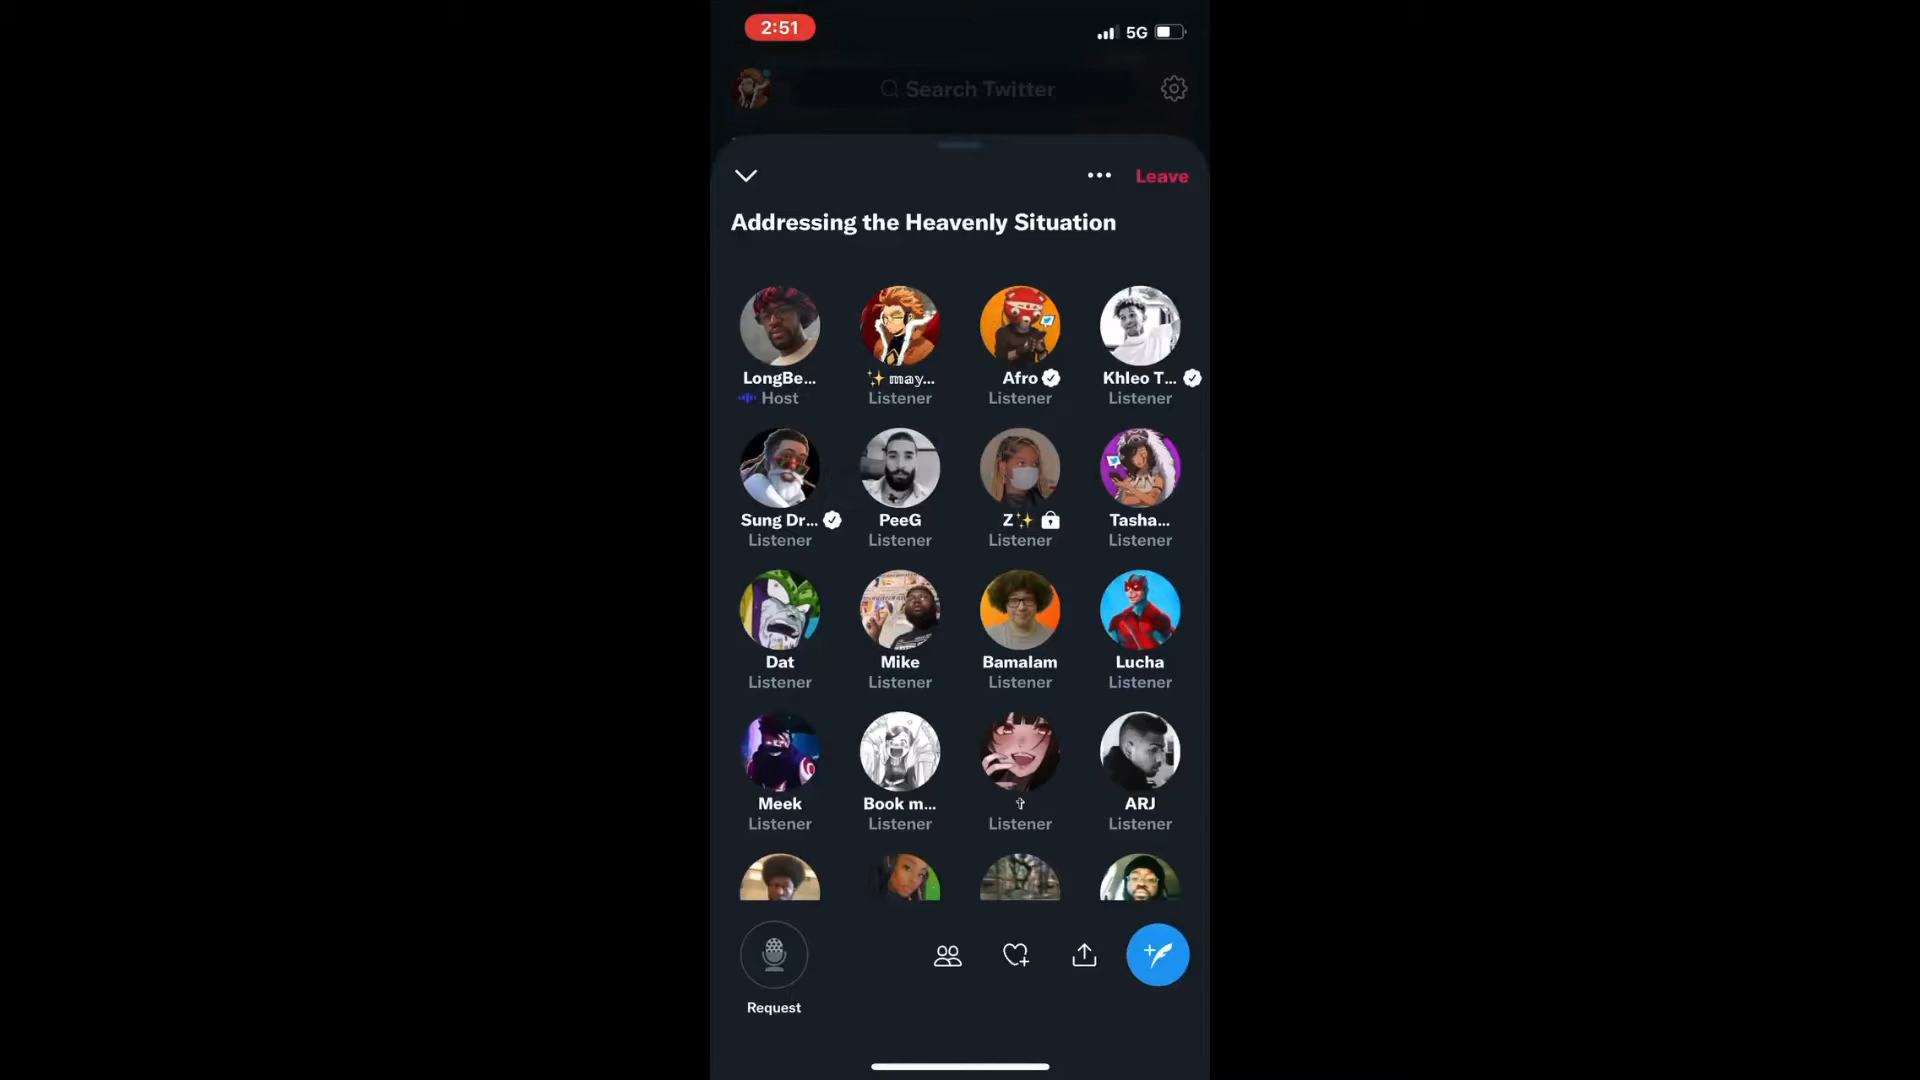 2:51
5G
Search Twitter
Leave
Addressing the Heavenly Situation
LongBe...
✨ 𝕞𝕒𝕪...
Afro
Khleo T...
Host
Listener
Listener
Listener
Sung Dr...
PeeG
Z✨
Tasha...
Listener
Listener
Listener
Listener
Dat
Mike
Bamalam
Lucha
Listener
Listener
Listener
Listener
Meek
Book m...
✞
ARJ
Listener
Listener
Listener
Listener
Request